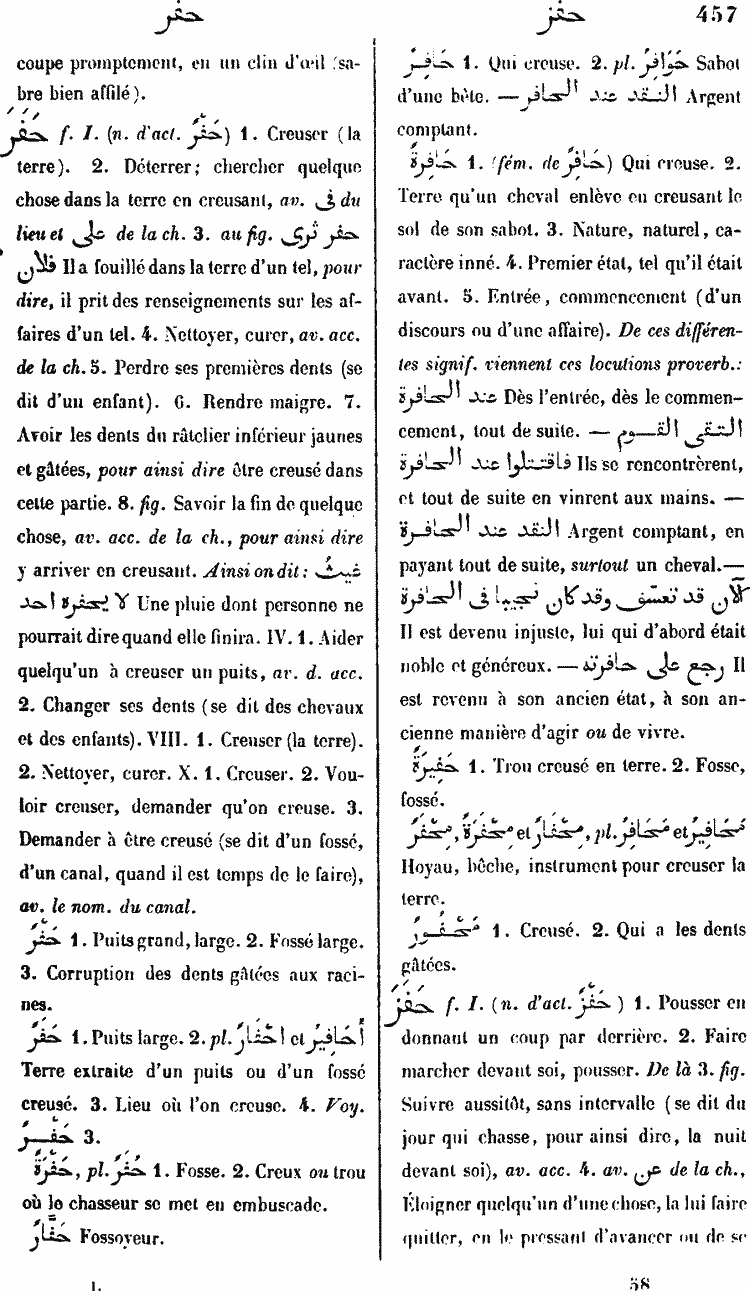 حفر
حفز
457
coupe promptement, en un clin d'œil (sa-
bre bien affilé).
حَفَرَ f. I. (n. d'act. حَفْرٌ) 1. Creuser (la
terre). 2. Déterrer; chercher quelque
chose dans la terre en creusant, av. فى du
lieu et على de la ch. 3. au fig. حفر ثرى
فلان Il a fouillé dans la terre d'un tel, pour
dire, il prit des renseignements sur les af-
faires d'un tel. 4. Nettoyer, curer, av. acc.
de la ch. 5. Perdre ses premières dents (se
dit d'un enfant). 6. Rendre maigre. 7.
Avoir les dents du râtelier inférieur jaunes
et gâtées, pour ainsi dire être creusé dans
cette partie. 8. fig. Savoir la fin de quelque
chose, av. acc. de la ch., pour ainsi dire
y arriver en creusant. Ainsi on dit: غيثٌ
لا يحفره احد Une pluie dont personne ne
pourrait dire quand elle finira. IV. 1. Aider
quelqu'un à creuser un puits, av. d. acc.
2. Changer ses dents (se dit des chevaux
et des enfants). VIII. 1. Creuser (la terre).
2. Nettoyer, curer. X. 1. Creuser. 2. Vou-
loir creuser, demander qu'on creuse. 3.
Demander à être creusé (se dit d'un fossé,
d'un canal, quand il est temps de le faire),
av. le nom. du canal.
حَفْرٌ 1. Puits grand, large. 2. Fossé large.
3. Corruption des dents gâtées aux raci-
nes.
حَفَرٌ 1. Puits large. 2. pl. أَحْفَارٌ et أَحَافِيرُ
Terre extraite d'un puits ou d'un fossé
creusé. 3. Lieu où l'on creuse. 4. Voy.
حَفْرٌ 3.
حُفْرَةٌ, pl. حُفَرٌ 1. Fosse. 2. Creux ou trou
où le chasseur se met en embuscade.
حَفَّارٌ Fossoyeur.
I.
حَافِرٌ 1. Qui creuse. 2. pl. حَوَافِرُ Sabot
d'une bête. — النقد عند الحافر Argent
comptant.
حَافِرَةٌ 1. (fém. de حَافِرٌ) Qui creuse. 2.
Terre qu'un cheval enlève en creusant le
sol de son sabot. 3. Nature, naturel, ca-
ractère inné. 4. Premier état, tel qu'il était
avant. 5. Entrée, commencement (d'un
discours ou d'une affaire). De ces différen-
tes signif. viennent ces locutions proverb.:
عند الحافرة Dès l'entrée, dès le commen-
cement, tout de suite. — التقى القوم
فاقتتلوا عند الحافرة Ils se rencontrèrent,
et tout de suite en vinrent aux mains. —
النقد عند الحافرة Argent comptant, en
payant tout de suite, surtout un cheval.—
كان قد تعسّف وقد كان نجيبا فى الحافرة
Il est devenu injuste, lui qui d'abord était
noble et généreux. — رجع على حافرته Il
est revenu à son ancien état, à son an-
cienne manière d'agir ou de vivre.
حَفِيرَةٌ 1. Trou creusé en terre. 2. Fosse,
fossé.
مِحْفَرٌ, مِحْفَرَةٌ et مِحْفَارٌ, pl. مَحَافِرُ et مَحَافِيرُ
Hoyau, bêche, instrument pour creuser la
terre.
مَحْفُورٌ 1. Creusé. 2. Qui a les dents
gâtées.
حَفَزَ f. I. (n. d'act. حَفْزٌ) 1. Pousser en
donnant un coup par derrière. 2. Faire
marcher devant soi, pousser. De là 3. fig.
Suivre aussitôt, sans intervalle (se dit du
jour qui chasse, pour ainsi dire, la nuit
devant soi), av. acc. 4. av. عن de la ch.,
Éloigner quelqu'un d'une chose, la lui faire
quitter, en le pressant d'avancer ou de se
58